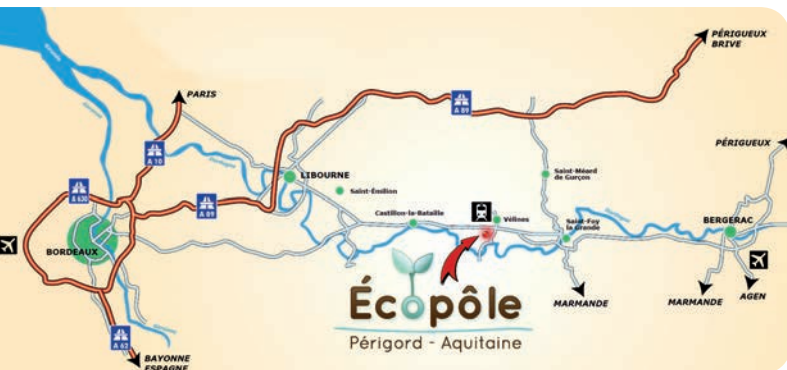 PÉRIGUEUX
BRIVE
PARIS
A 89
A 10
PÉRIGUEUX
LIBOURNE
Saint-Méard
de Gurçon
A 630
Saint-Émilion
A 89
Castillon-la-Bataille
Vélines
Saint-Foy
la Grande
BERGERAC
BORDEAUX
Écopôle
Périgord - Aquitaine
MARMANDE
MARMANDE
AGEN
A 62
BAYONNE
ESPAGNE